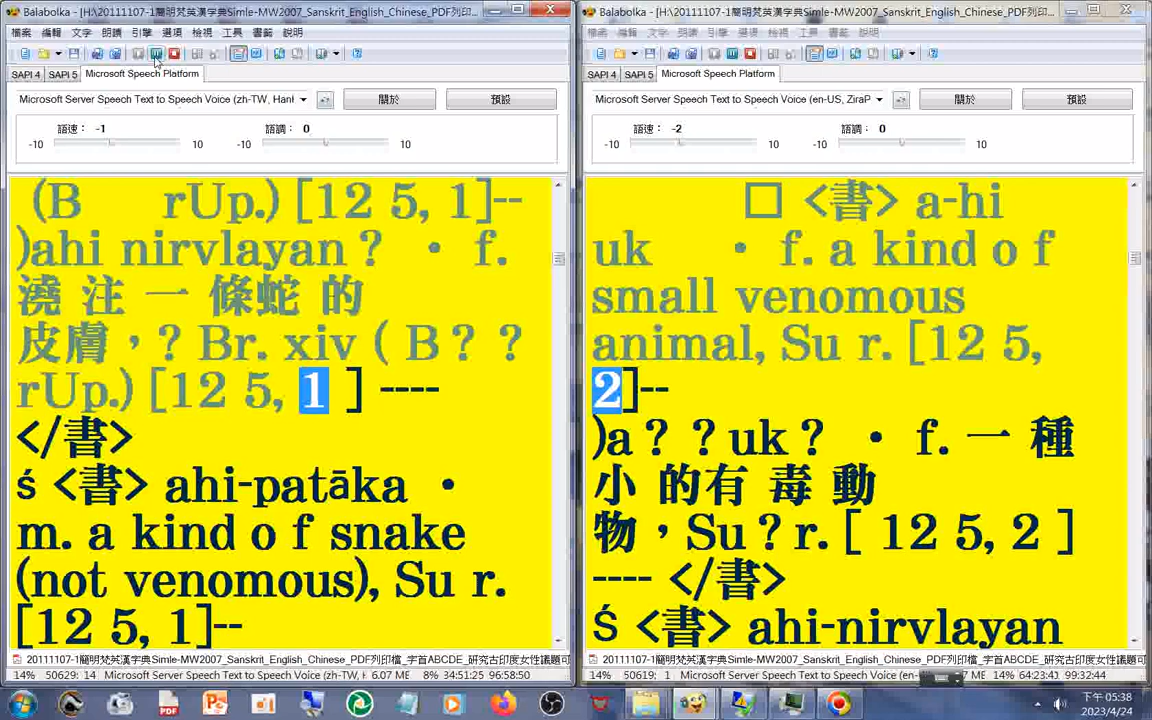 Balabolka - [H:\20111107-1簡明梵英漢字典Simle-MW2007_Sanskrit_English_Chinese_PDF列印...
檔案 編輯 文字 朗讀 引擎 選項 檢視 工具 書籤 說明
SAPI 4 SAPI 5 Microsoft Speech Platform
Microsoft Server Speech Text to Speech Voice (zh-TW, Hanl
關於 預設
語速： -1 語調： 0
-10 10 -10 10
(B rUp.) [12 5, 1]--
)ahi nirvlayan ? • f.
澆 注 一 條蛇 的
皮膚，? Br. xiv ( B ? ?
rUp.) [12 5, 1 ] ----
</書>
ś <書> ahi-patāka •
m. a kind o f snake
(not venomous), Su r.
[12 5, 1]--
20111107-1簡明梵英漢字典Simle-MW2007_Sanskrit_English_Chinese_PDF列印檔_字首ABCDE_研究古印度女性議題可
14% 50629: 14 Microsoft Server Speech Text to Speech Voice (zh-TW, H 6.07 ME 8% 34:51:25 96:58:50
Balabolka - [H:\20111107-1簡明梵英漢字典Simle-MW2007_Sanskrit_English_Chinese_PDF列印...
檔案 編輯 文字 朗讀 引擎 選項 檢視 工具 書籤 說明
SAPI 4 SAPI 5 Microsoft Speech Platform
Microsoft Server Speech Text to Speech Voice (en-US, ZiraP
關於 預設
語速： -2 語調： 0
-10 10 -10 10
□ <書> a-hi
uk • f. a kind o f
small venomous
animal, Su r. [12 5,
2]--
)a ? ? uk ? • f. 一 種
小 的有 毒 動
物，Su ? r. [ 12 5, 2 ]
---- </書>
Ś <書> ahi-nirvlayan
20111107-1簡明梵英漢字典Simle-MW2007_Sanskrit_English_Chinese_PDF列印檔_字首ABCDE_研究古印度女性議題可
14% 50619: 1 Microsoft Server Speech Text to Speech Voice 14% 64:23:41 99:32:44
下午 05:38
2023/4/24